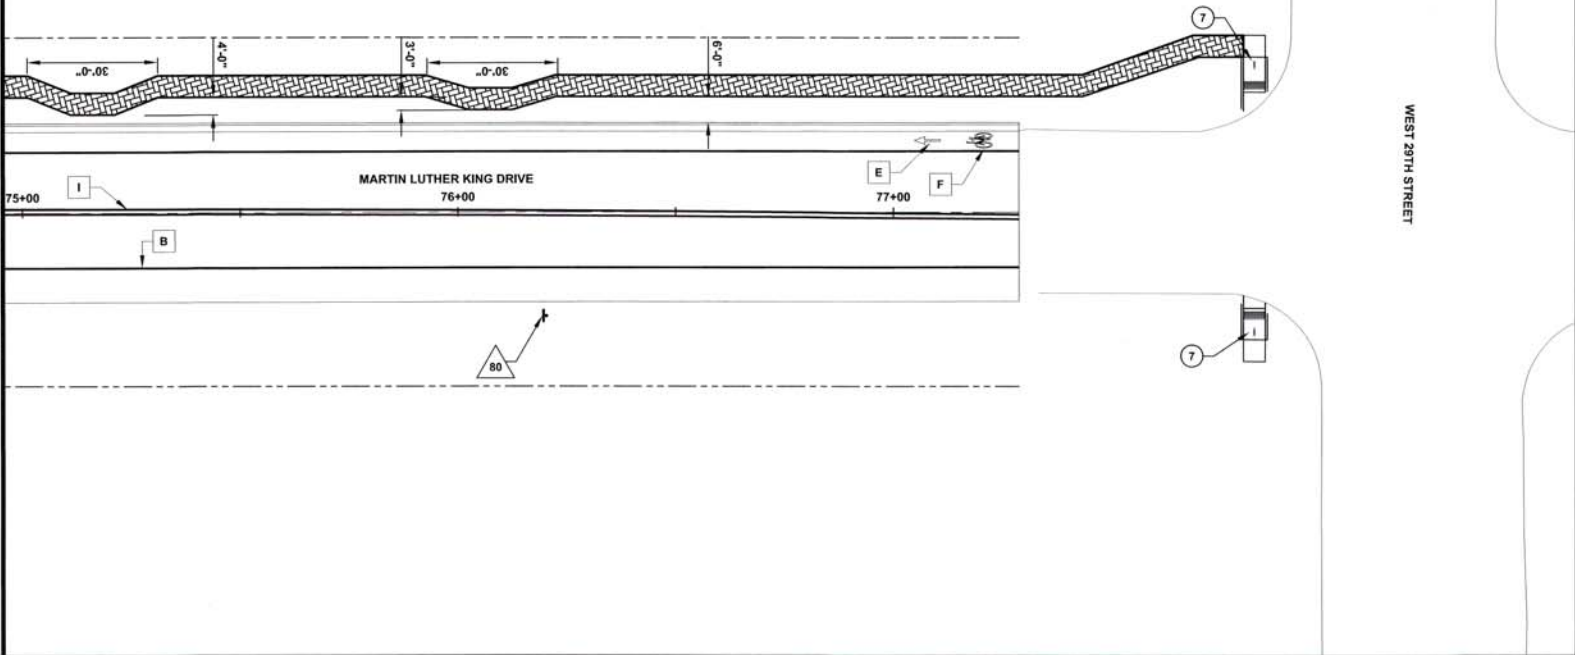 7
4'-0"
3'-0"
6'-0"
30'-0"
30'-0"
WEST 29TH STREET
E
F
I
MARTIN LUTHER KING DRIVE
75+00
76+00
77+00
B
80
7